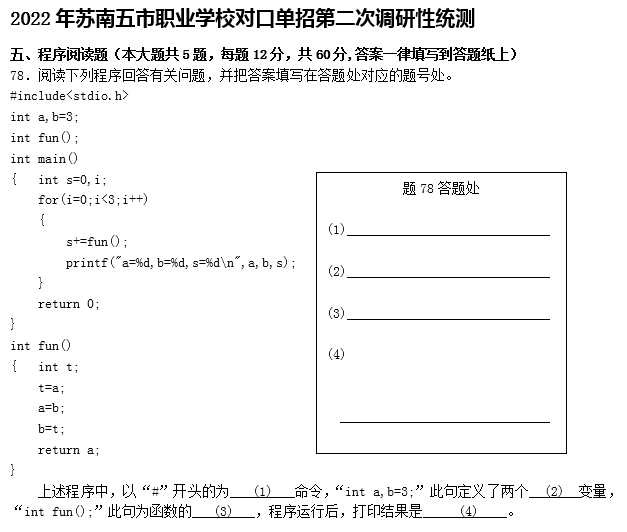 2022年苏南五市职业学校对口单招第二次调研性统测
五、程序阅读题（本大题共5题，每题12分，共60分,答案一律填写到答题纸上）
78．阅读下列程序回答有关问题，并把答案填写在答题处对应的题号处。
#include<stdio.h>
int a,b=3;
int fun();
int main()
{ int s=0,i;
for(i=0;i<3;i++)
{
s+=fun();
printf("a=%d,b=%d,s=%d\n",a,b,s);
}
return 0;
}
int fun()
{ int t;
t=a;
a=b;
b=t;
return a;
}
题78答题处
(1)
(2)
(3)
(4)
上述程序中，以“#”开头的为 (1) 命令，“int a,b=3;”此句定义了两个 (2) 变量，
“int fun();”此句为函数的 (3) ，程序运行后，打印结果是 (4) 。